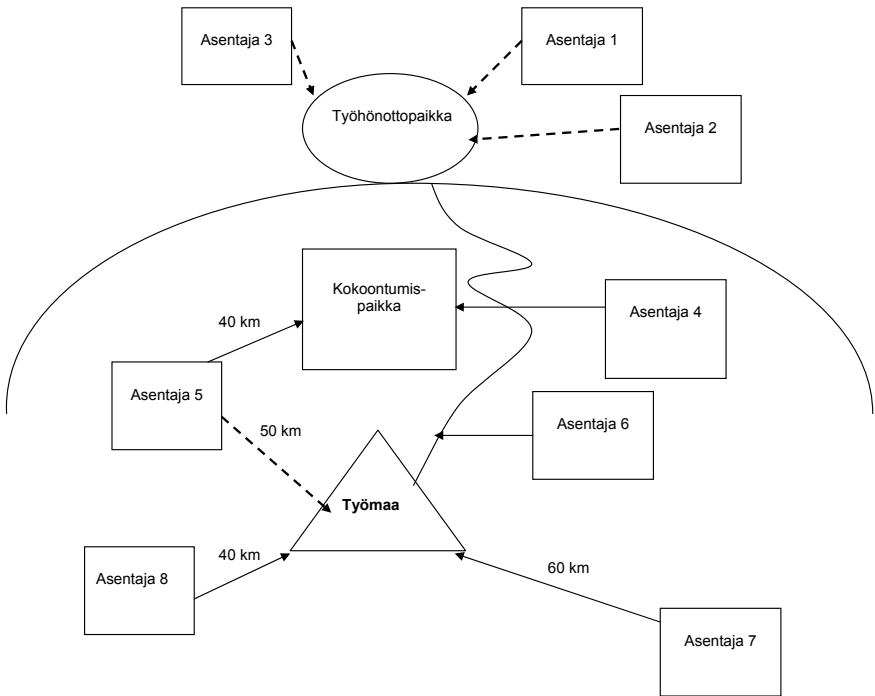 Asentaja 3
Asentaja 1
Työhönottopaikka
Asentaja 2
Kokoontumis-
paikka
Asentaja 4
40 km
Asentaja 5
50 km
Asentaja 6
Työmaa
40 km
Asentaja 8
60 km
Asentaja 7